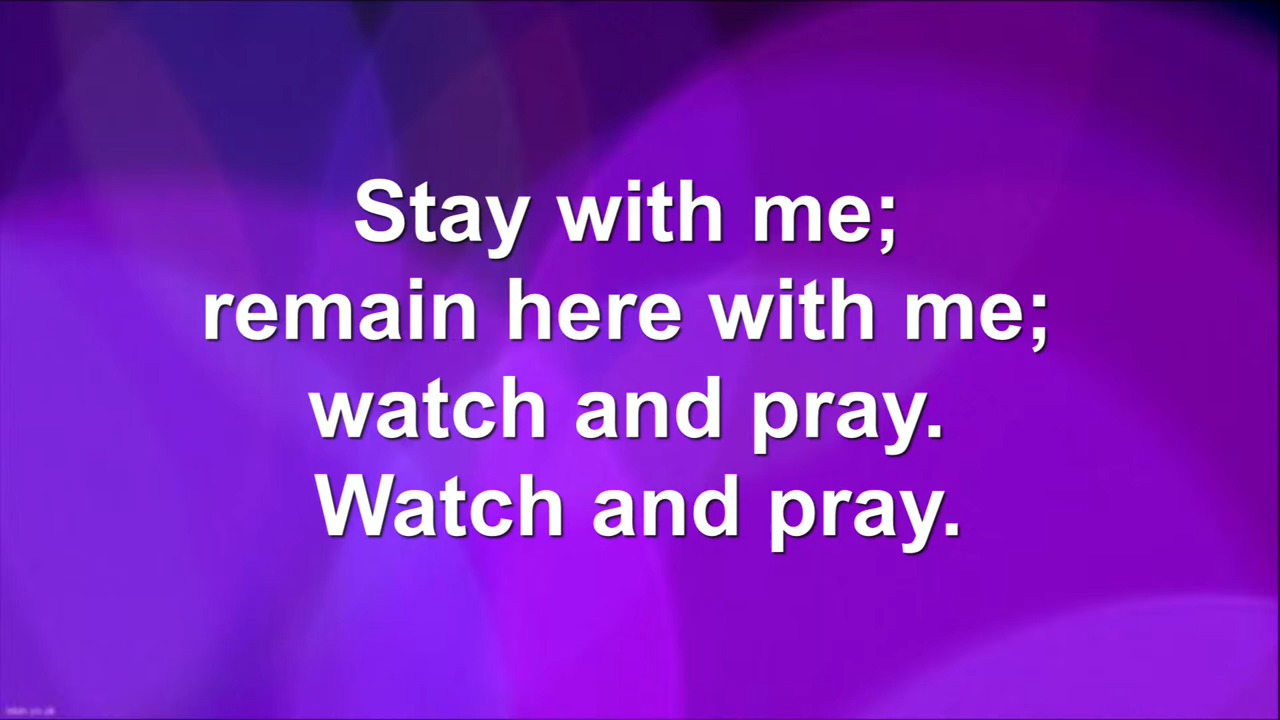 Stay with me;
remain here with me;
watch and pray.
Watch and pray.